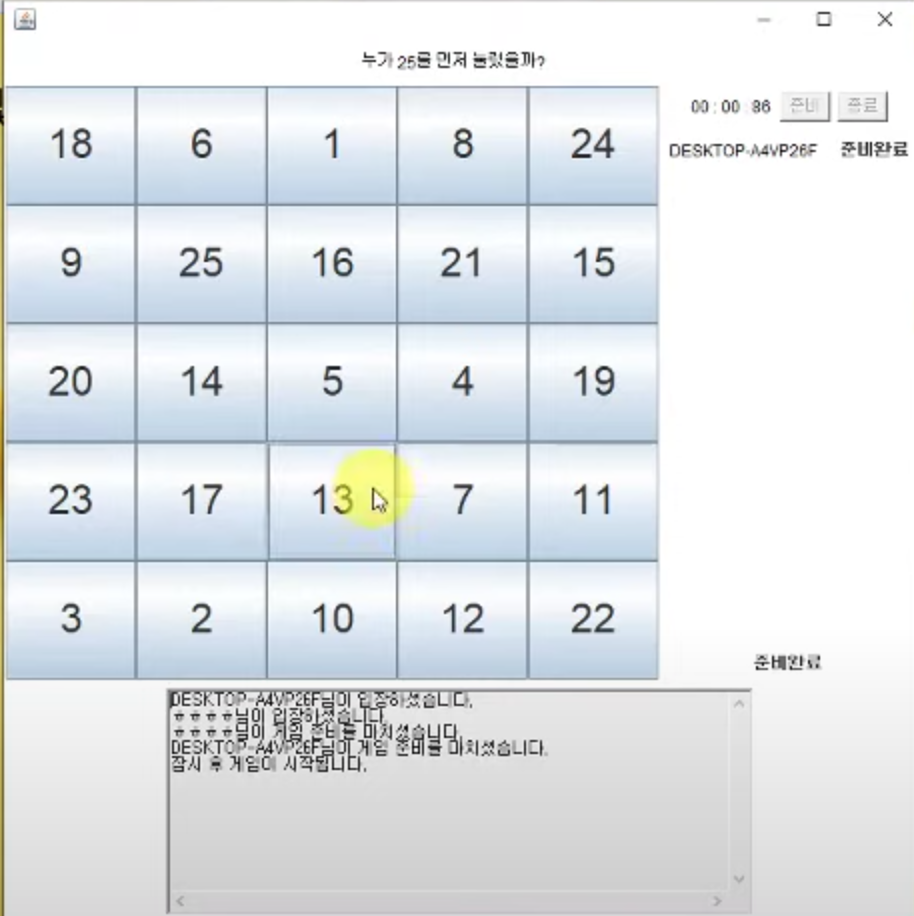 누가 25를 먼저 눌렀을까?
00 : 00 : 86 준비 종료
DESKTOP-A4VP26F 준비완료
18 6 1 8 24
9 25 16 21 15
20 14 5 4 19
23 17 13 7 11
3 2 10 12 22
준비완료
DESKTOP-A4VP26F님이 입장하셨습니다.
ㅎㅎㅎㅎ님이 입장하셨습니다.
ㅎㅎㅎㅎ님이 게임 준비를 마치셨습니다.
DESKTOP-A4VP26F님이 게임 준비를 마치셨습니다.
잠시 후 게임이 시작됩니다.